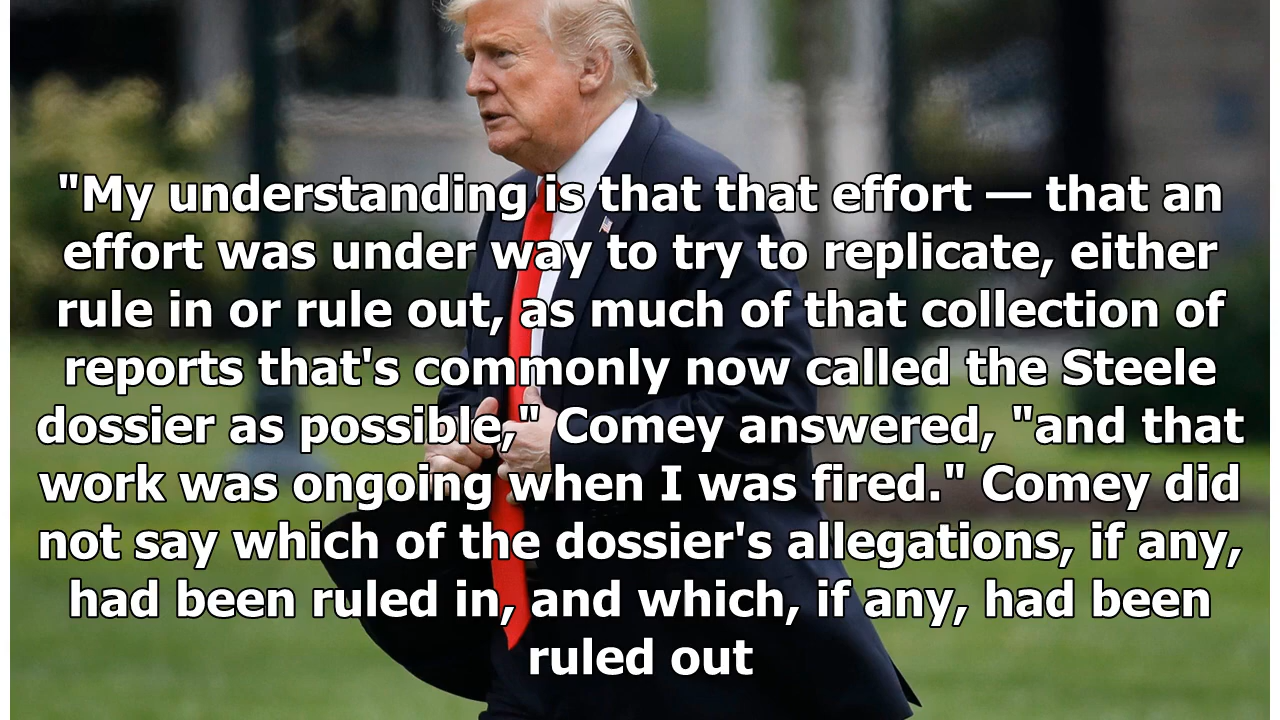 "My understanding is that that effort — that an
effort was under way to try to replicate, either
rule in or rule out, as much of that collection of
reports that's commonly now called the Steele
dossier as possible," Comey answered, "and that
work was ongoing when I was fired." Comey did
not say which of the dossier's allegations, if any,
had been ruled in, and which, if any, had been
ruled out